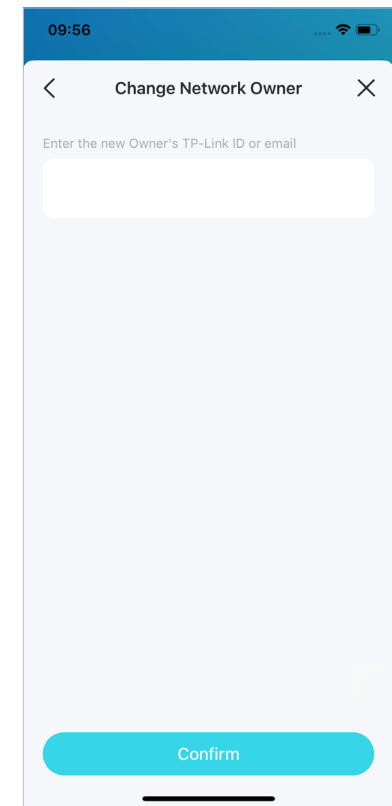 09:56
Change Network Owner
Enter the new Owner's TP-Link ID or email
Confirm